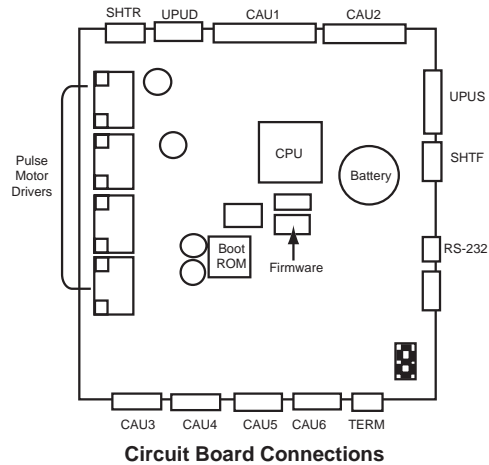 SHTR UPUD CAU1 CAU2
UPUS
CPU
SHTF
Pulse
Motor
Drivers
Battery
Boot
ROM
RS-232
Firmware
CAU3 CAU4 CAU5 CAU6 TERM
Circuit Board Connections